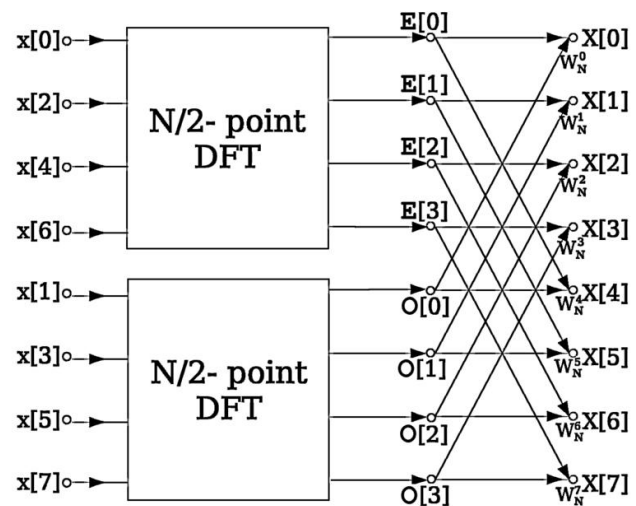 x[0] E[0] X[0]
W_N^0
x[2] E[1] X[1]
W_N^1
N/2- point
DFT
x[4] E[2] X[2]
W_N^2
x[6] E[3] X[3]
W_N^3
x[1] O[0] W_N^4 X[4]
x[3] O[1] W_N^5 X[5]
N/2- point
DFT
x[5] O[2] W_N^6 X[6]
x[7] O[3] W_N^7 X[7]